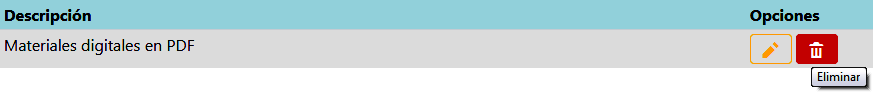 Descripción Opciones
Materiales digitales en PDF
Eliminar